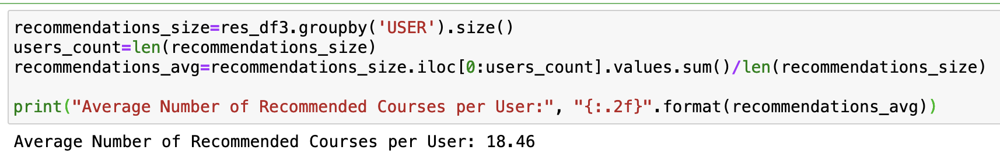 recommendations_size=res_df3.groupby('USER').size()
users_count=len(recommendations_size)
recommendations_avg=recommendations_size.iloc[0:users_count].values.sum()/len(recommendations_size)
print("Average Number of Recommended Courses per User:", "{:.2f}".format(recommendations_avg))
Average Number of Recommended Courses per User: 18.46